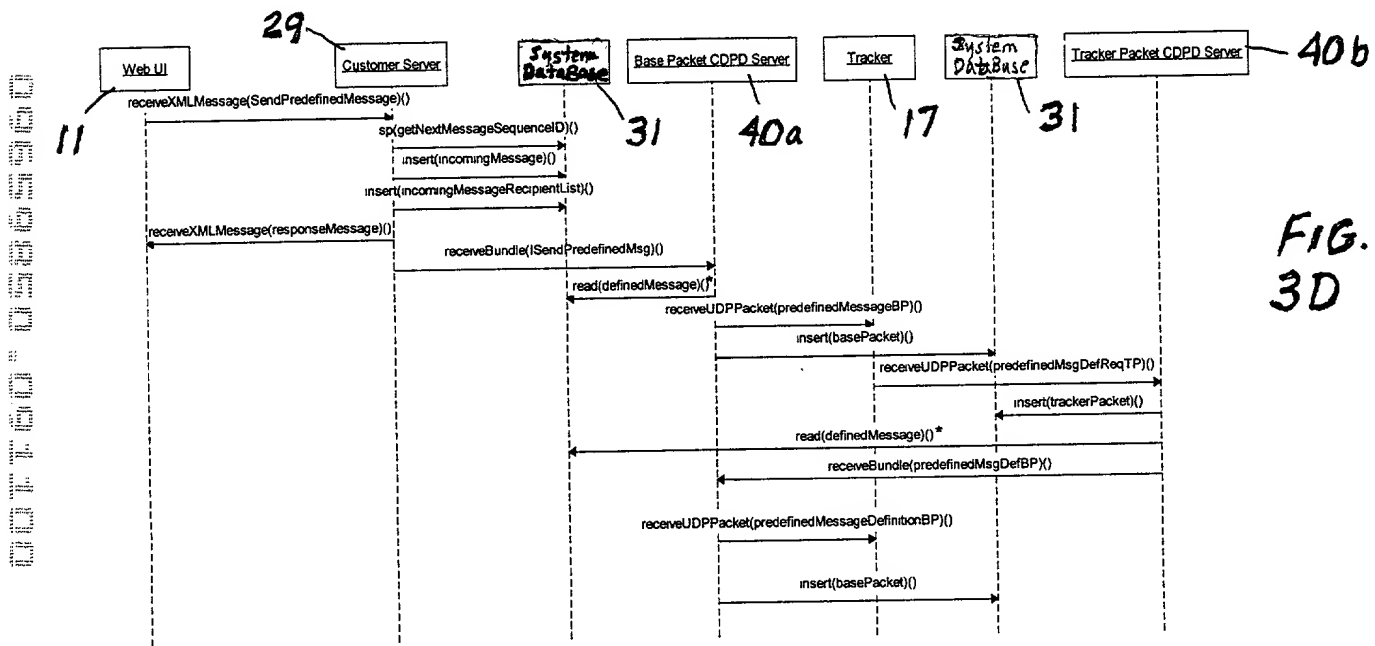 29
Web UI
Customer Server
System DataBase
Base Packet CDPD Server
Tracker
System DataBase
Tracker Packet CDPD Server
40b
11
31
40a
17
31
receiveXMLMessage(SendPredefinedMessage)()
sp(getNextMessageSequenceID)()
insert(incomingMessage)()
insert(incomingMessageRecipientList)()
receiveXMLMessage(responseMessage)()
receiveBundle(ISendPredefinedMsg)()
read(definedMessage)()*
receiveUDPPacket(predefinedMessageBP)()
insert(basePacket)()
receiveUDPPacket(predefinedMsgDefReqTP)()
insert(trackerPacket)()
read(definedMessage)()*
receiveBundle(predefinedMsgDefBP)()
receiveUDPPacket(predefinedMessageDefinitionBP)()
insert(basePacket)()
FIG.
3D